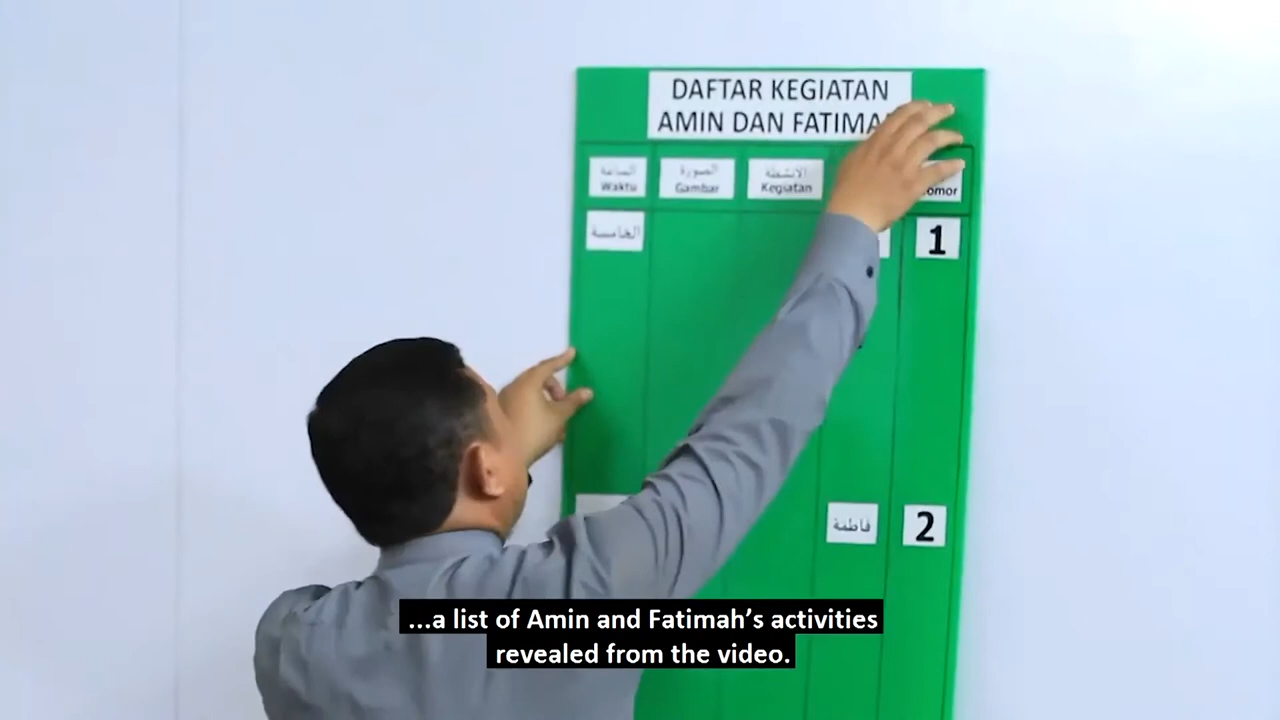 DAFTAR KEGIATAN
AMIN DAN FATIMA
الساعة
Waktu
الصورة
Gambar
الأنشطة
Kegiatan
omor
الخامسة
1
فاطمة
2
...a list of Amin and Fatimah’s activities
revealed from the video.